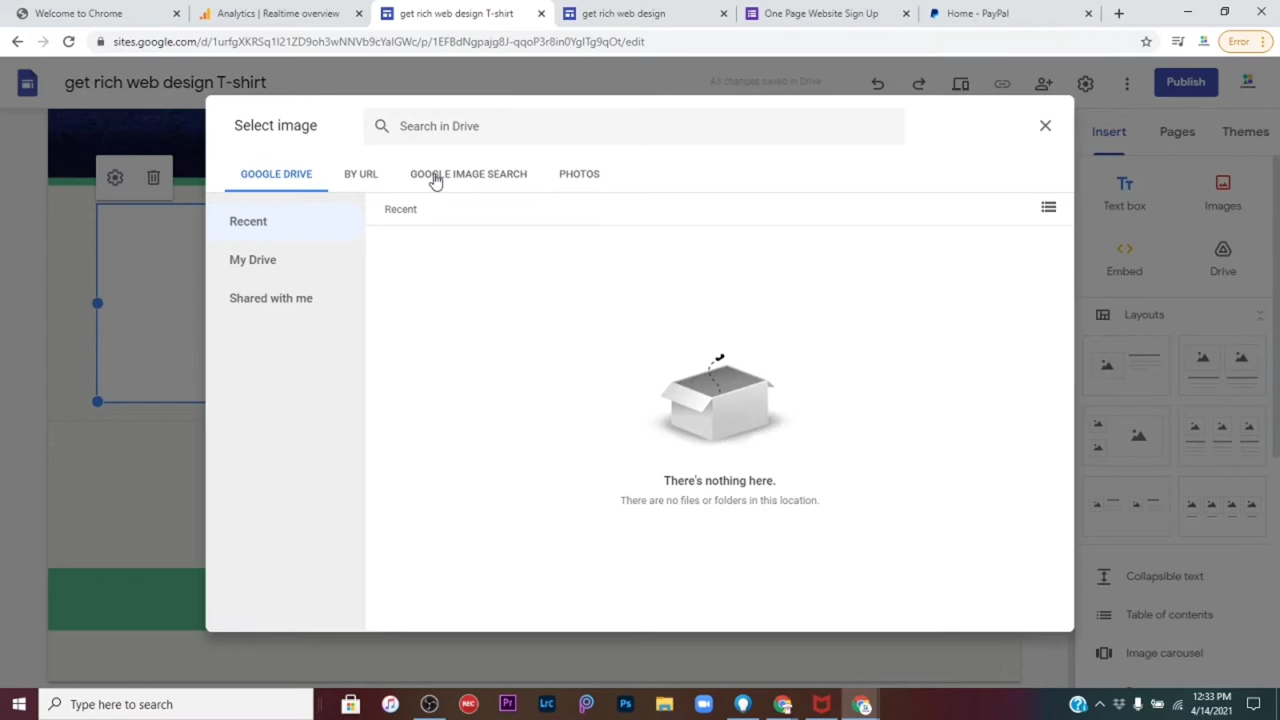 Welcome to Chrome
Analytics | Realtime overview
get rich web design T-shirt
get rich web design
One Page Website Sign Up
Home - PayPal
sites.google.com/d/1urfgXKRSq1I21ZD9oh3wNNVb9cYalGWc/p/1EFBdNgpajg8J-qqoP3r8in0YgITg9qOt/edit
Error
get rich web design T-shirt
All changes saved in Drive
Publish
Select image
Search in Drive
GOOGLE DRIVE
BY URL
GOOGLE IMAGE SEARCH
PHOTOS
Recent
My Drive
Shared with me
Recent
There's nothing here.
There are no files or folders in this location.
Insert
Pages
Themes
Text box
Images
Embed
Drive
Layouts
Collapsible text
Table of contents
Image carousel
Type here to search
REC
Pr
Lrc
Ps
12:33 PM
4/14/2021